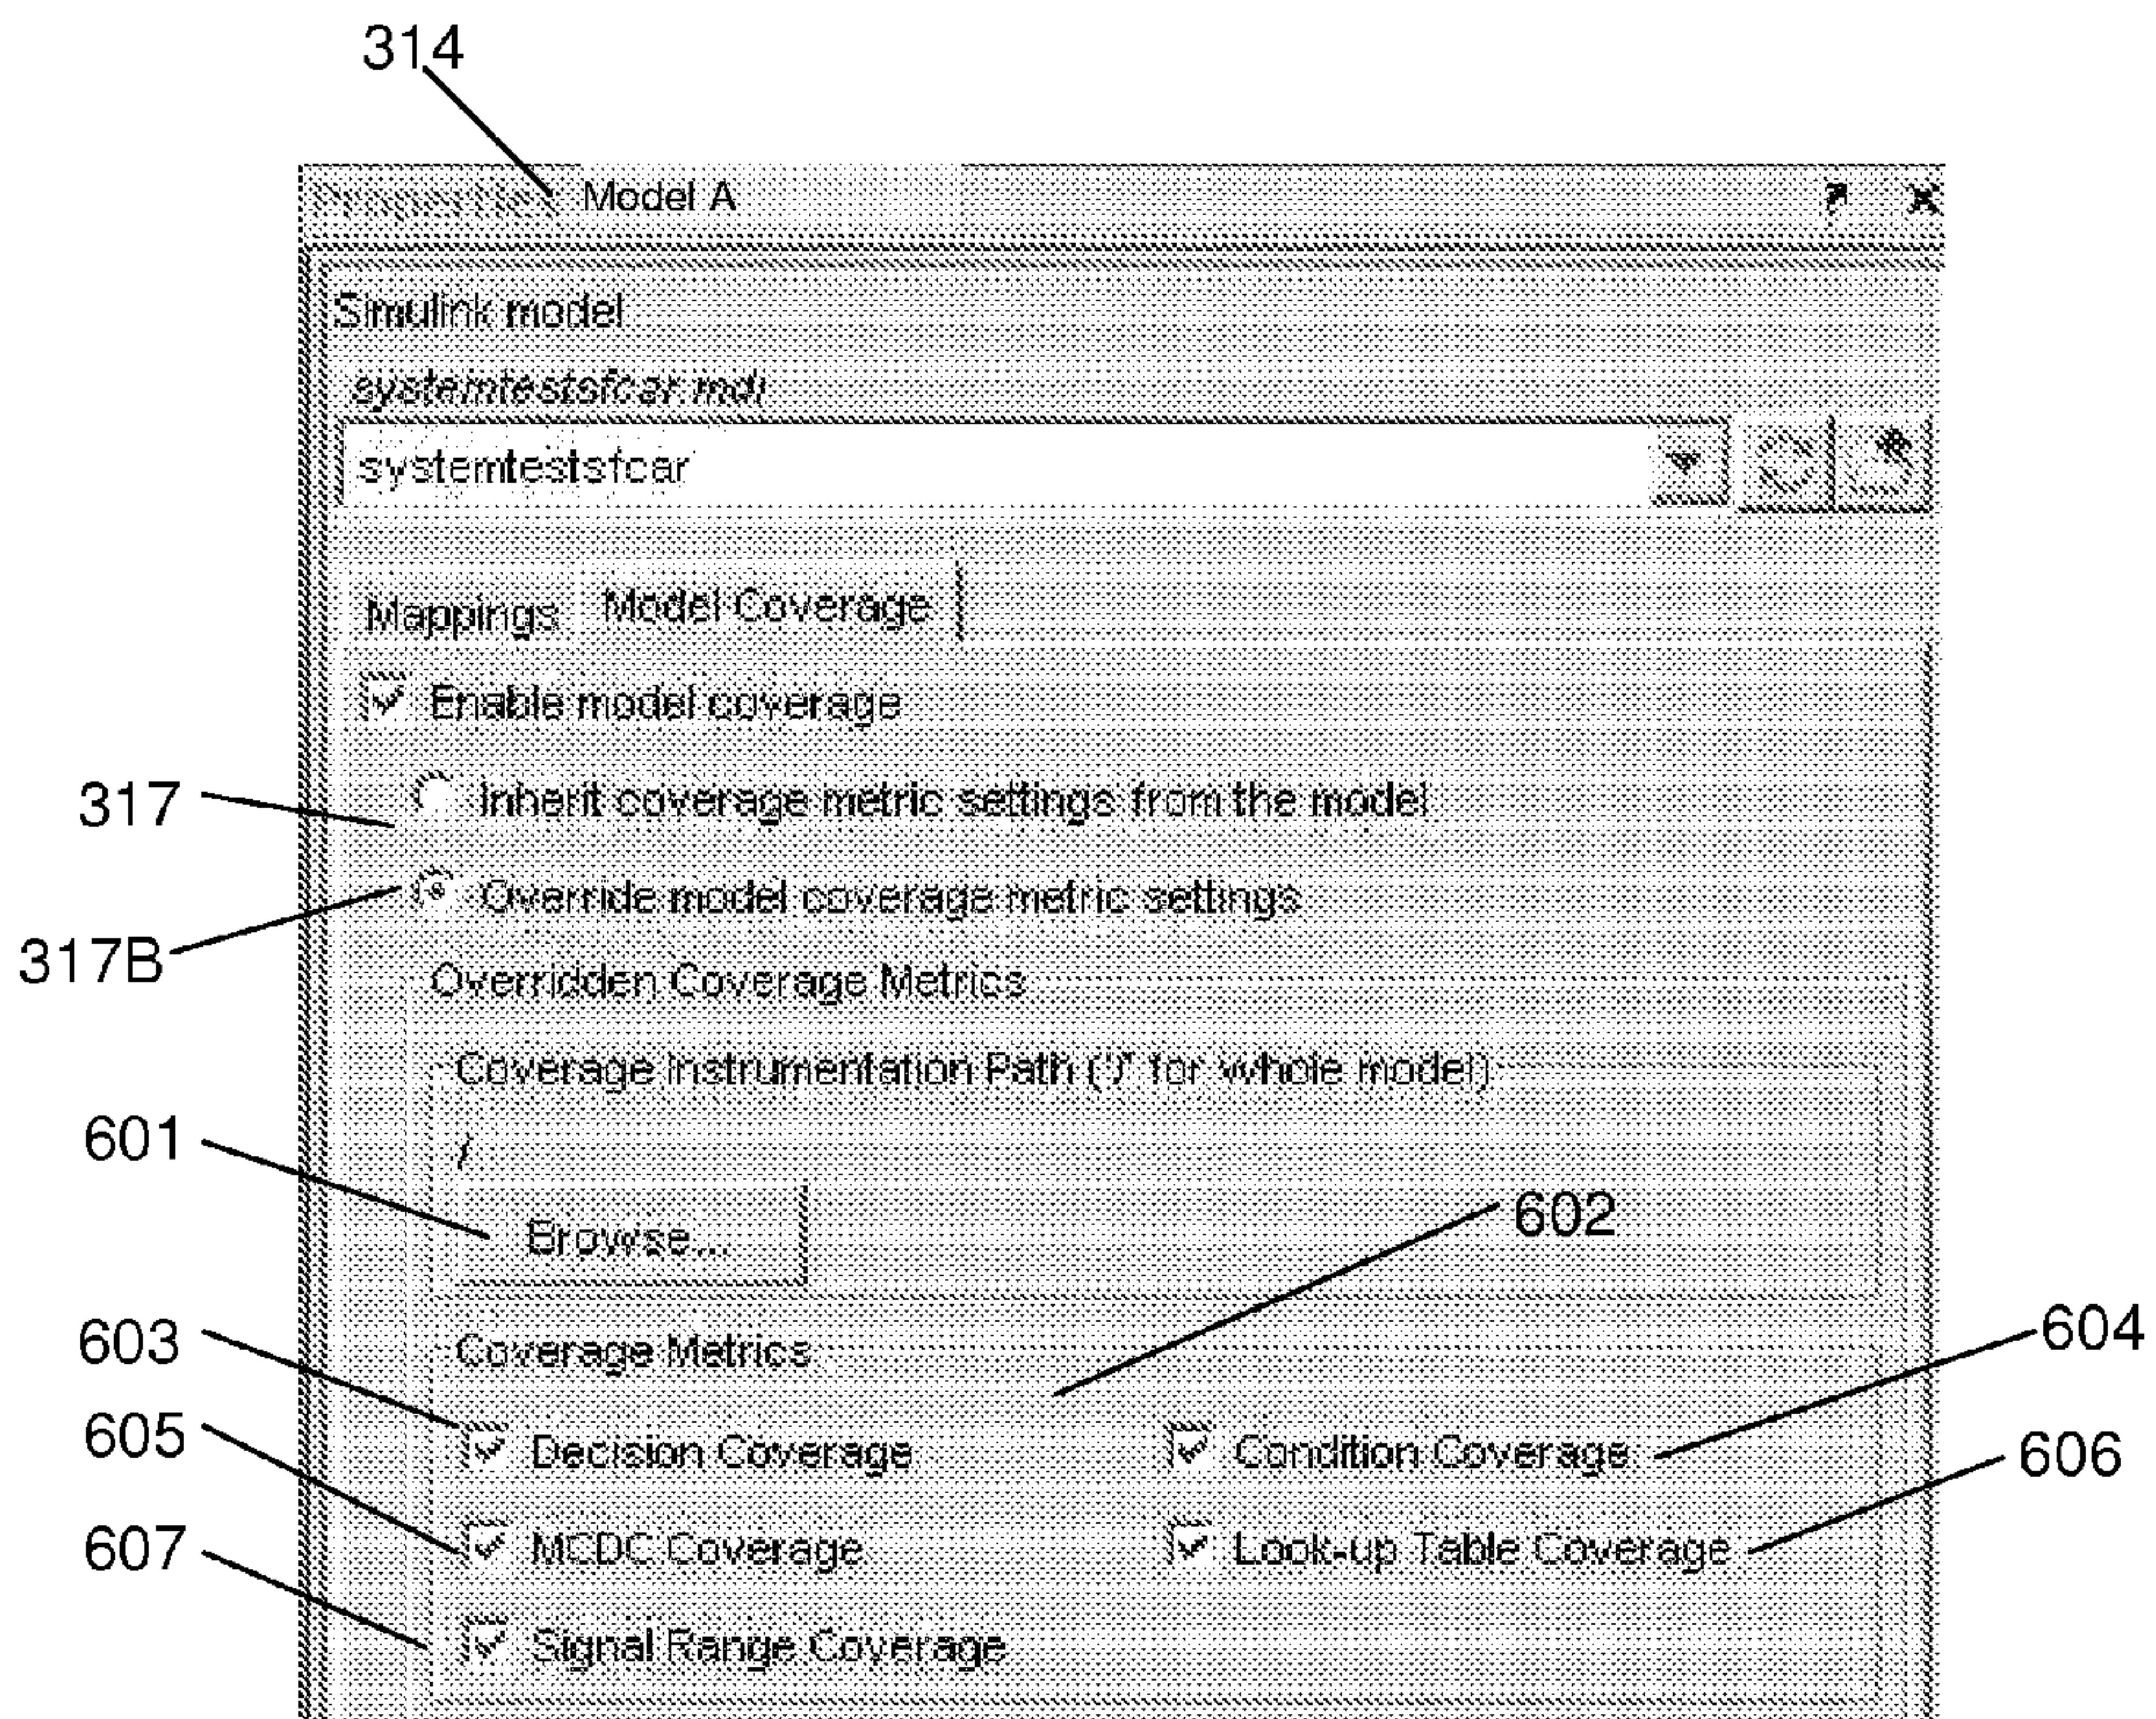 314
Properties Model A
Simulink model
systemtestsfcar.mdl
systemtestsfcar
Mappings Model Coverage
Enable model coverage
317 Inherit coverage metric settings from the model
Override model coverage metric settings
317B
Overridden Coverage Metrics
Coverage Instrumentation Path ('/' for whole model)
/
601
Browse...
602
603
Coverage Metrics
604
605 Decision Coverage Condition Coverage
606
607 MCDC Coverage Look-up Table Coverage
Signal Range Coverage